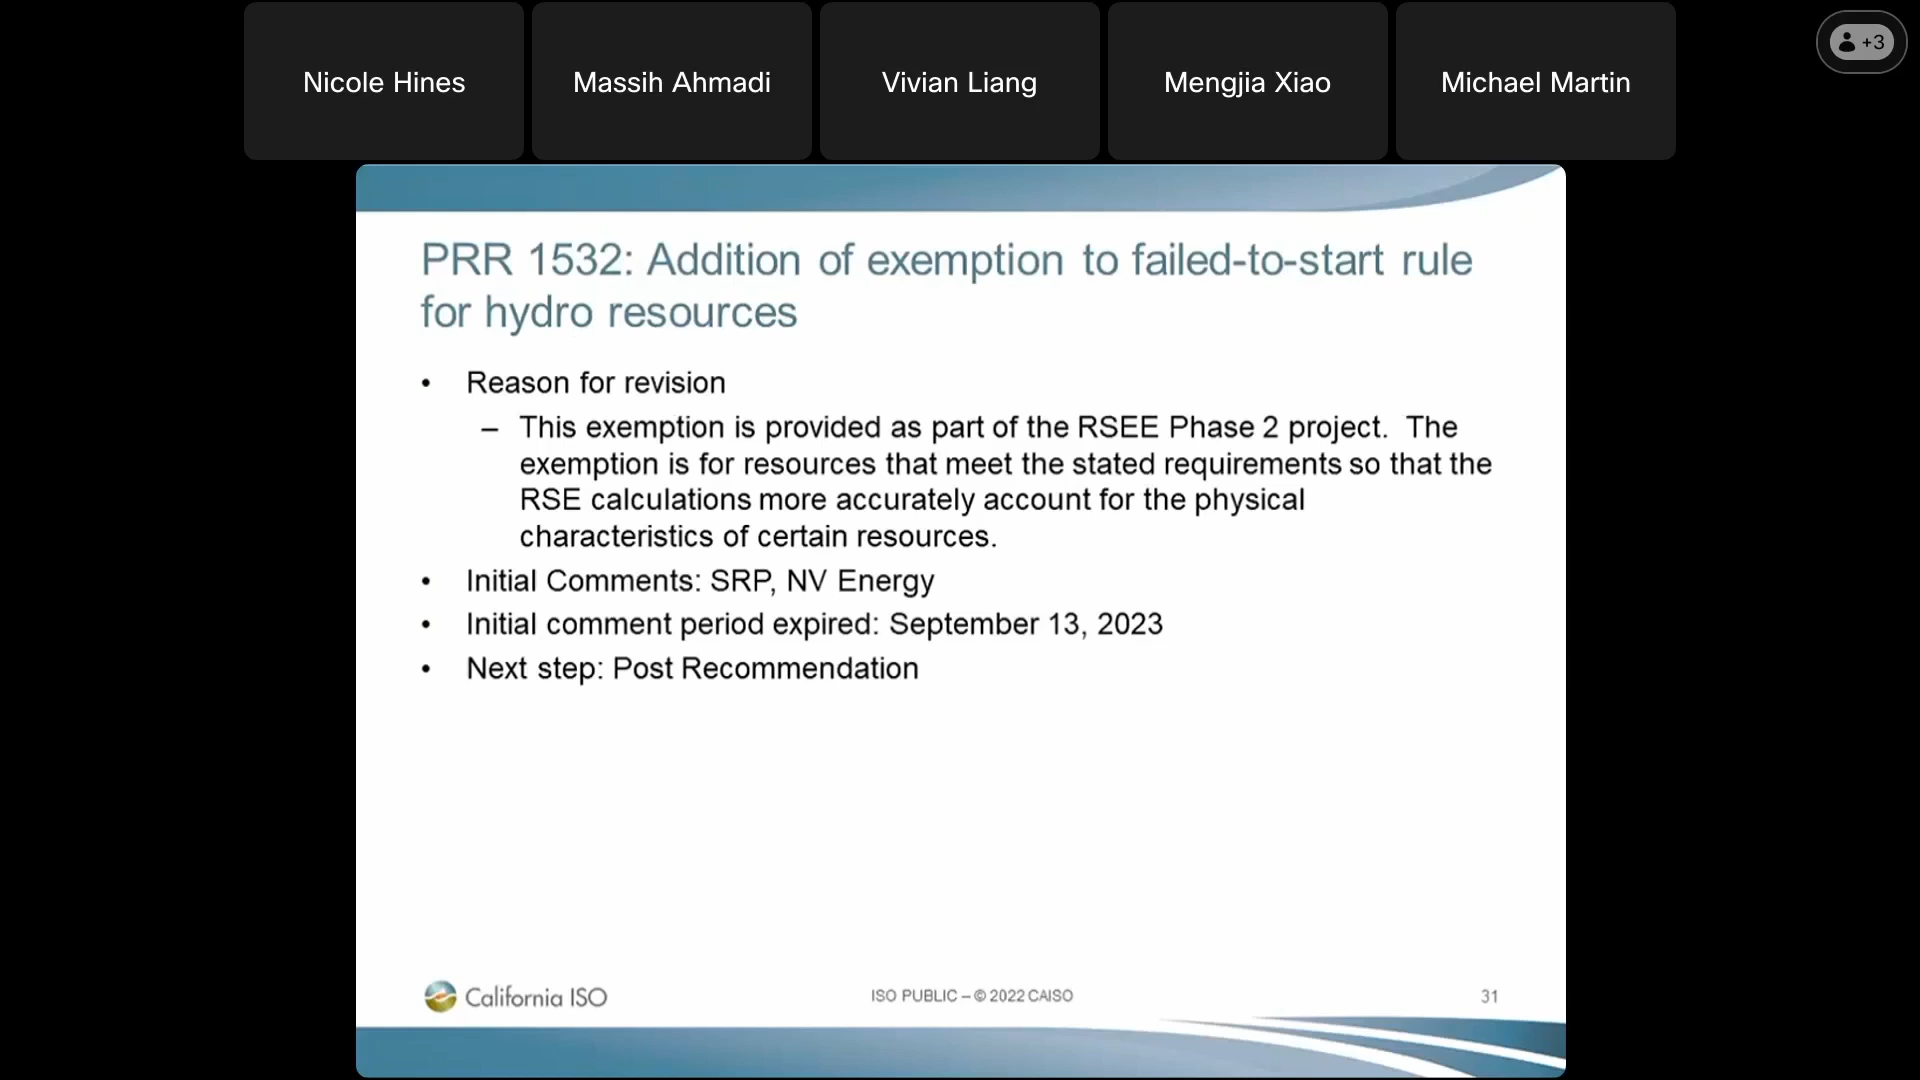 Nicole Hines
Massih Ahmadi
Vivian Liang
Mengjia Xiao
Michael Martin
+3
PRR 1532: Addition of exemption to failed-to-start rule
for hydro resources
• Reason for revision
– This exemption is provided as part of the RSEE Phase 2 project. The
exemption is for resources that meet the stated requirements so that the
RSE calculations more accurately account for the physical
characteristics of certain resources.
• Initial Comments: SRP, NV Energy
• Initial comment period expired: September 13, 2023
• Next step: Post Recommendation
California ISO
ISO PUBLIC – © 2022 CAISO
31